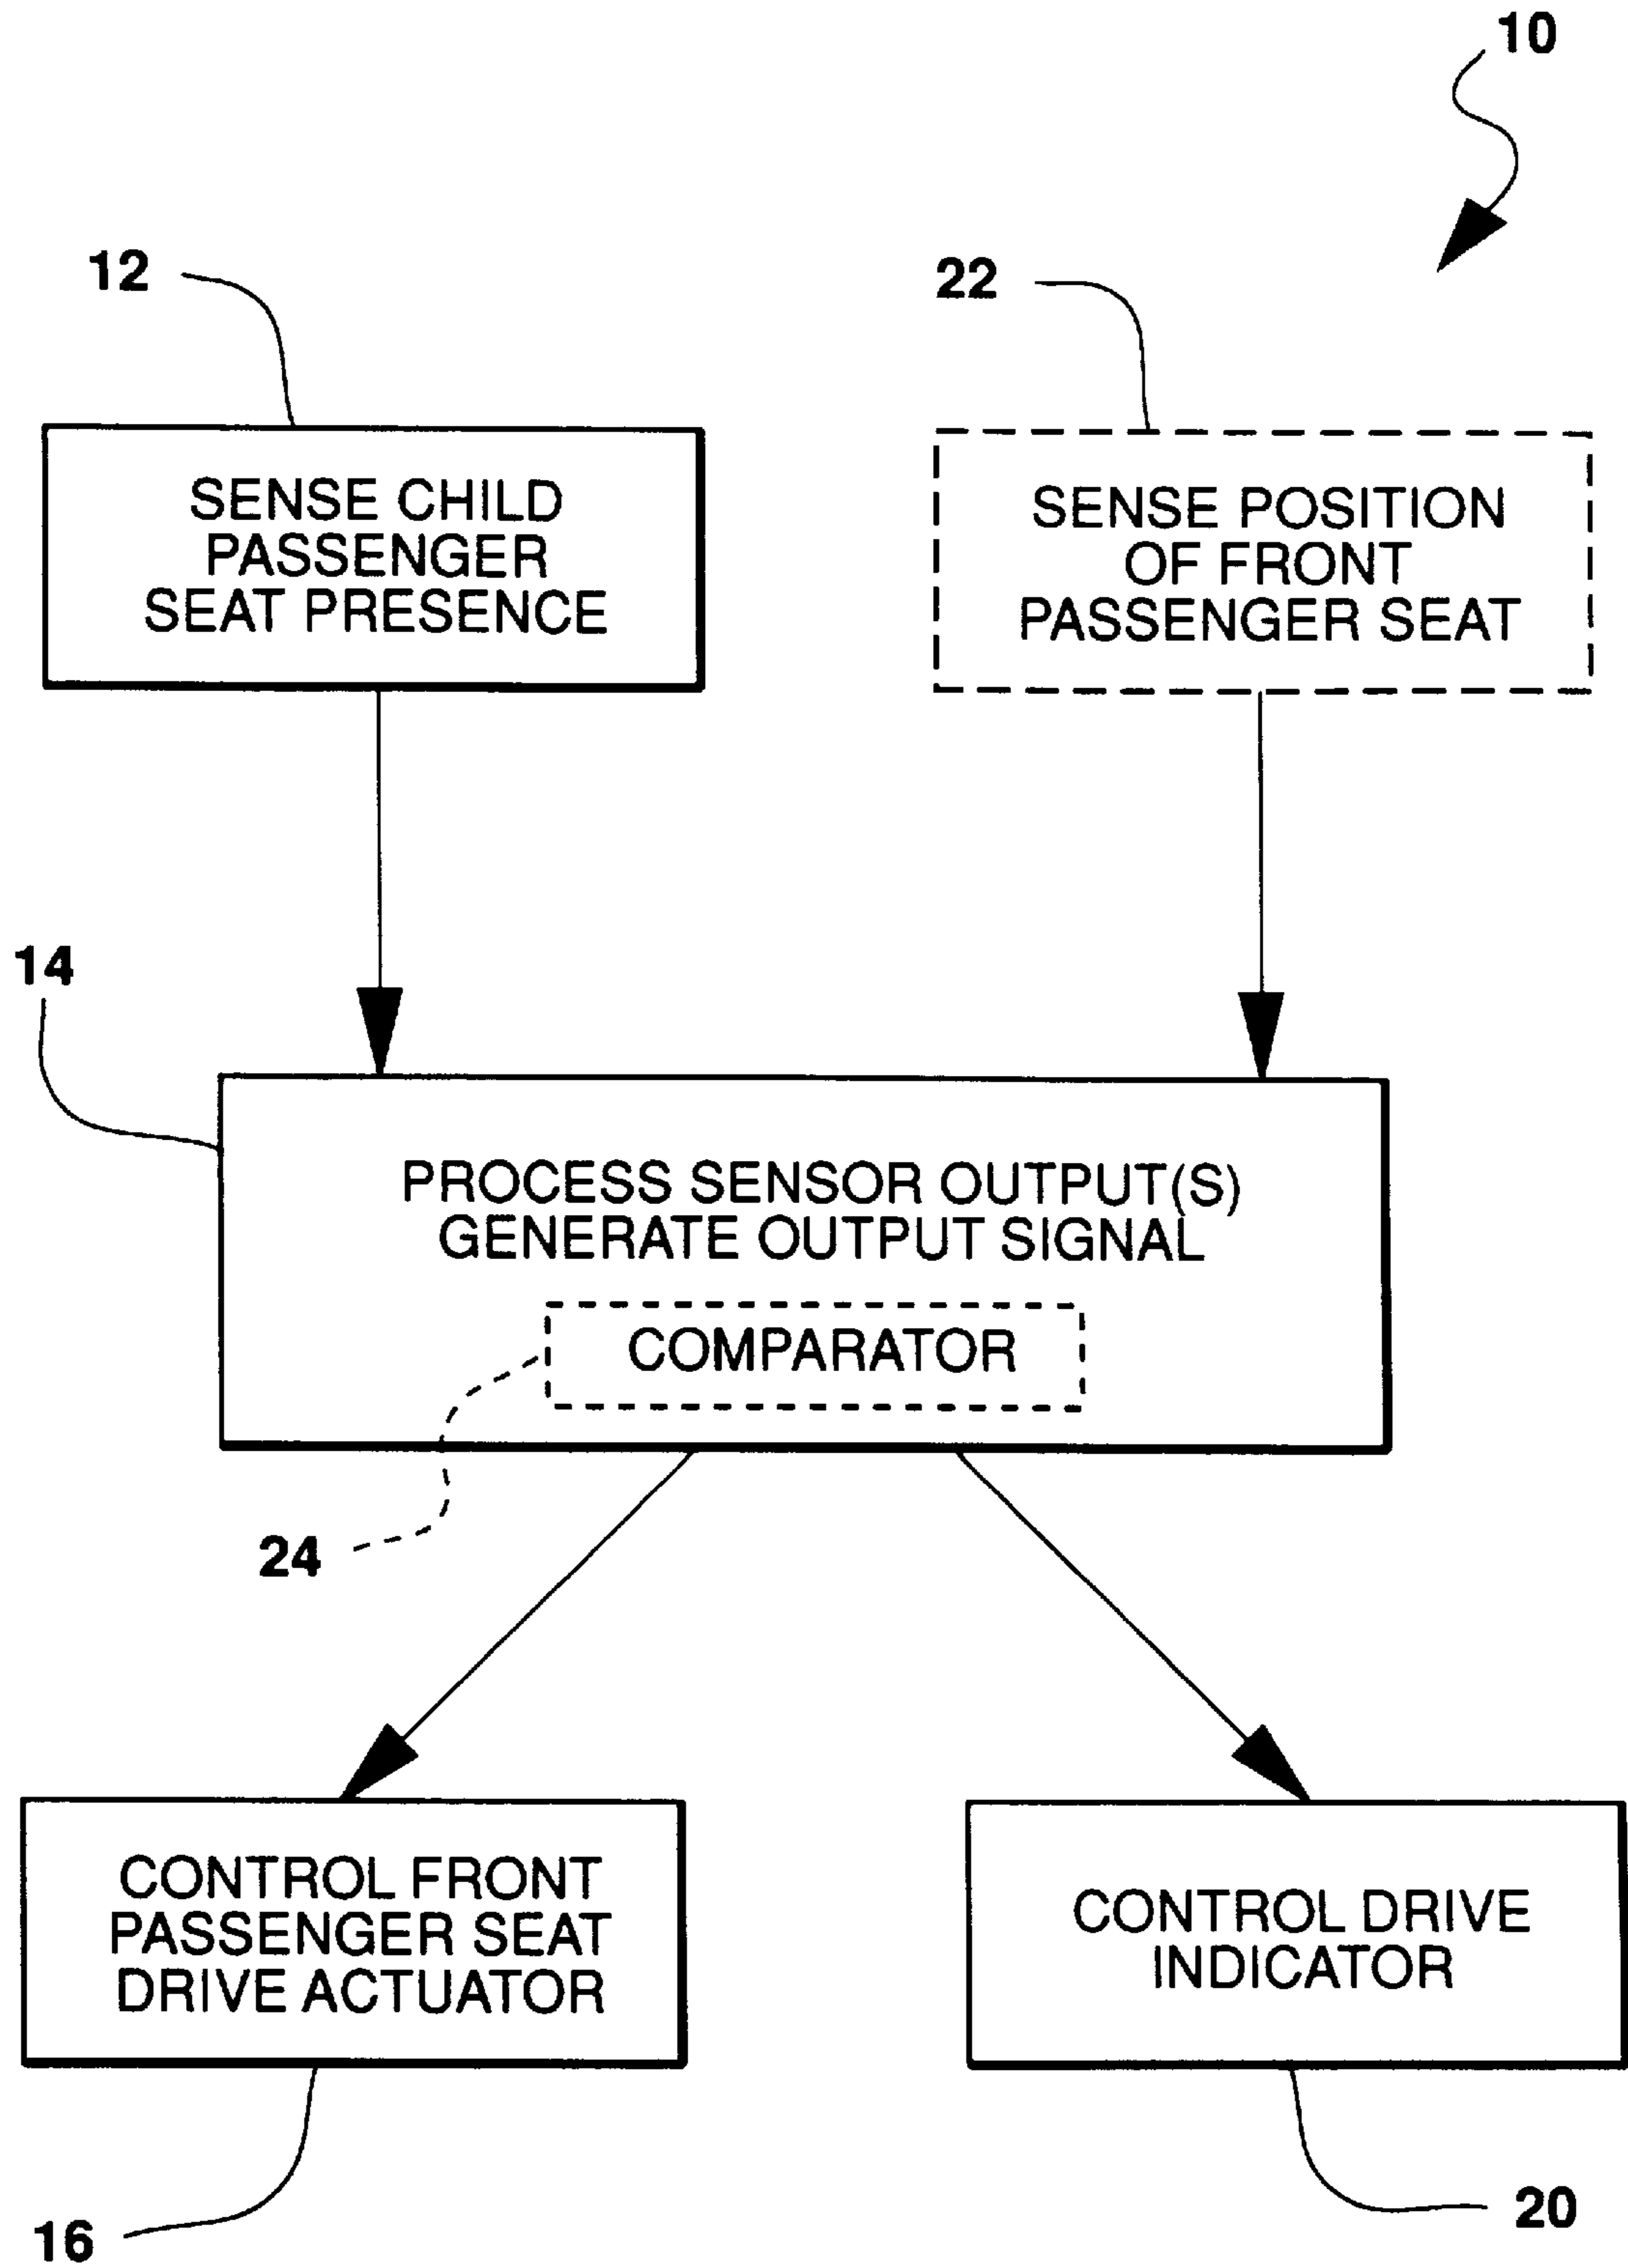 10
12
22
SENSE CHILD
PASSENGER
SEAT PRESENCE
SENSE POSITION
OF FRONT
PASSENGER SEAT
14
PROCESS SENSOR OUTPUT(S)
GENERATE OUTPUT SIGNAL
COMPARATOR
24
CONTROL FRONT
PASSENGER SEAT
DRIVE ACTUATOR
CONTROL DRIVE
INDICATOR
16
20